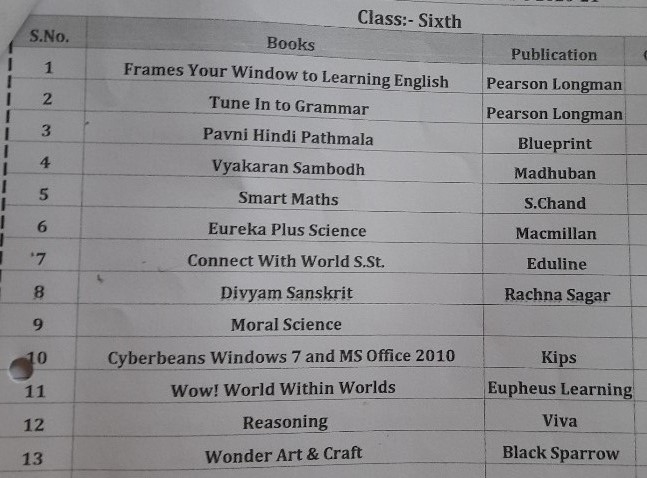 Class:- Sixth
S.No. Books Publication
1 Frames Your Window to Learning English Pearson Longman
2 Tune In to Grammar Pearson Longman
3 Pavni Hindi Pathmala Blueprint
4 Vyakaran Sambodh Madhuban
5 Smart Maths S.Chand
6 Eureka Plus Science Macmillan
7 Connect With World S.St. Eduline
8 Divyam Sanskrit Rachna Sagar
9 Moral Science
10 Cyberbeans Windows 7 and MS Office 2010 Kips
11 Wow! World Within Worlds Eupheus Learning
12 Reasoning Viva
13 Wonder Art & Craft Black Sparrow